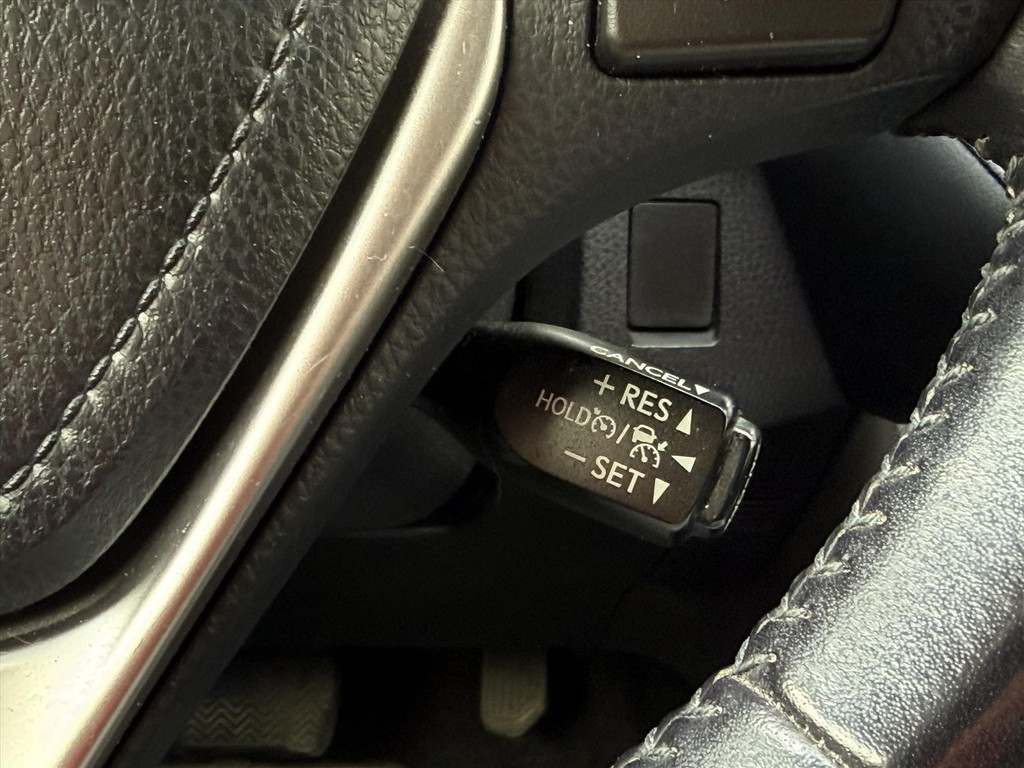 CANCEL▼
+ RES ▲
HOLD / ◀
− SET ▼